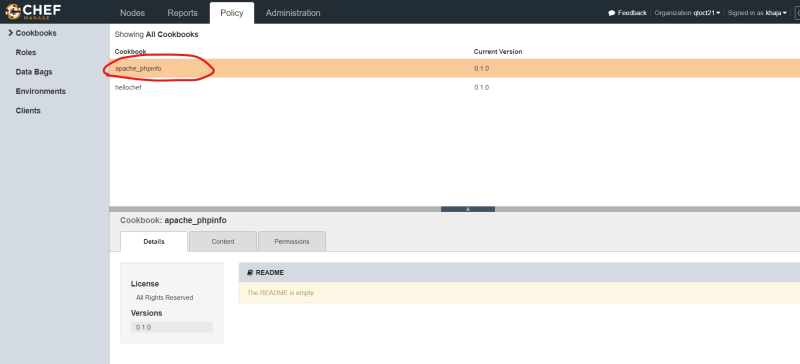 CHEF
MANAGE
Nodes Reports Policy Administration
Feedback Organization qtoct21 Signed in as khaja
Cookbooks
Roles
Data Bags
Environments
Clients
Showing All Cookbooks
Cookbook Current Version
apache_phpinfo 0.1.0
hellochef 0.1.0
Cookbook: apache_phpinfo
Details Content Permissions
License
All Rights Reserved
Versions
0.1.0
README
The README is empty